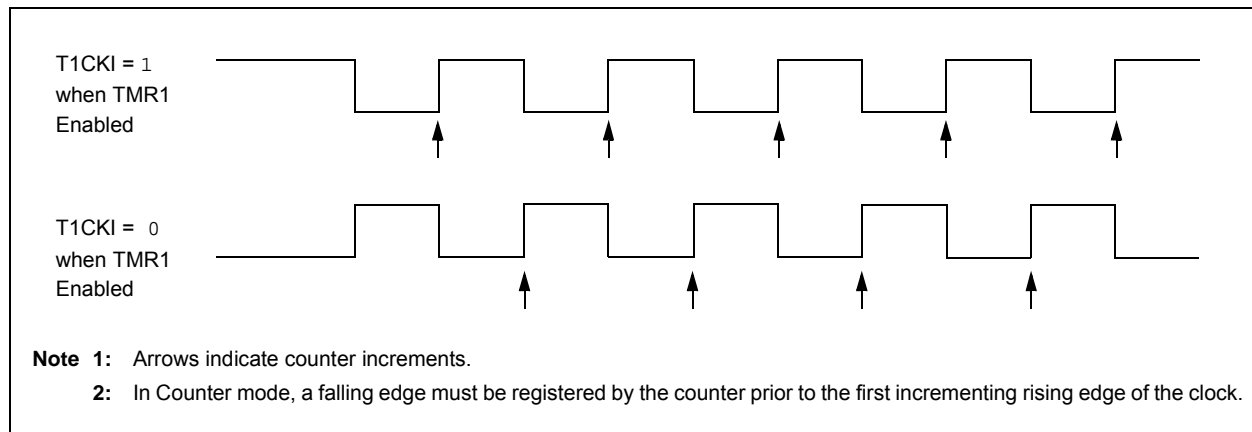 T1CKI = 1
when TMR1
Enabled
T1CKI = 0
when TMR1
Enabled
Note 1: Arrows indicate counter increments.
2: In Counter mode, a falling edge must be registered by the counter prior to the first incrementing rising edge of the clock.